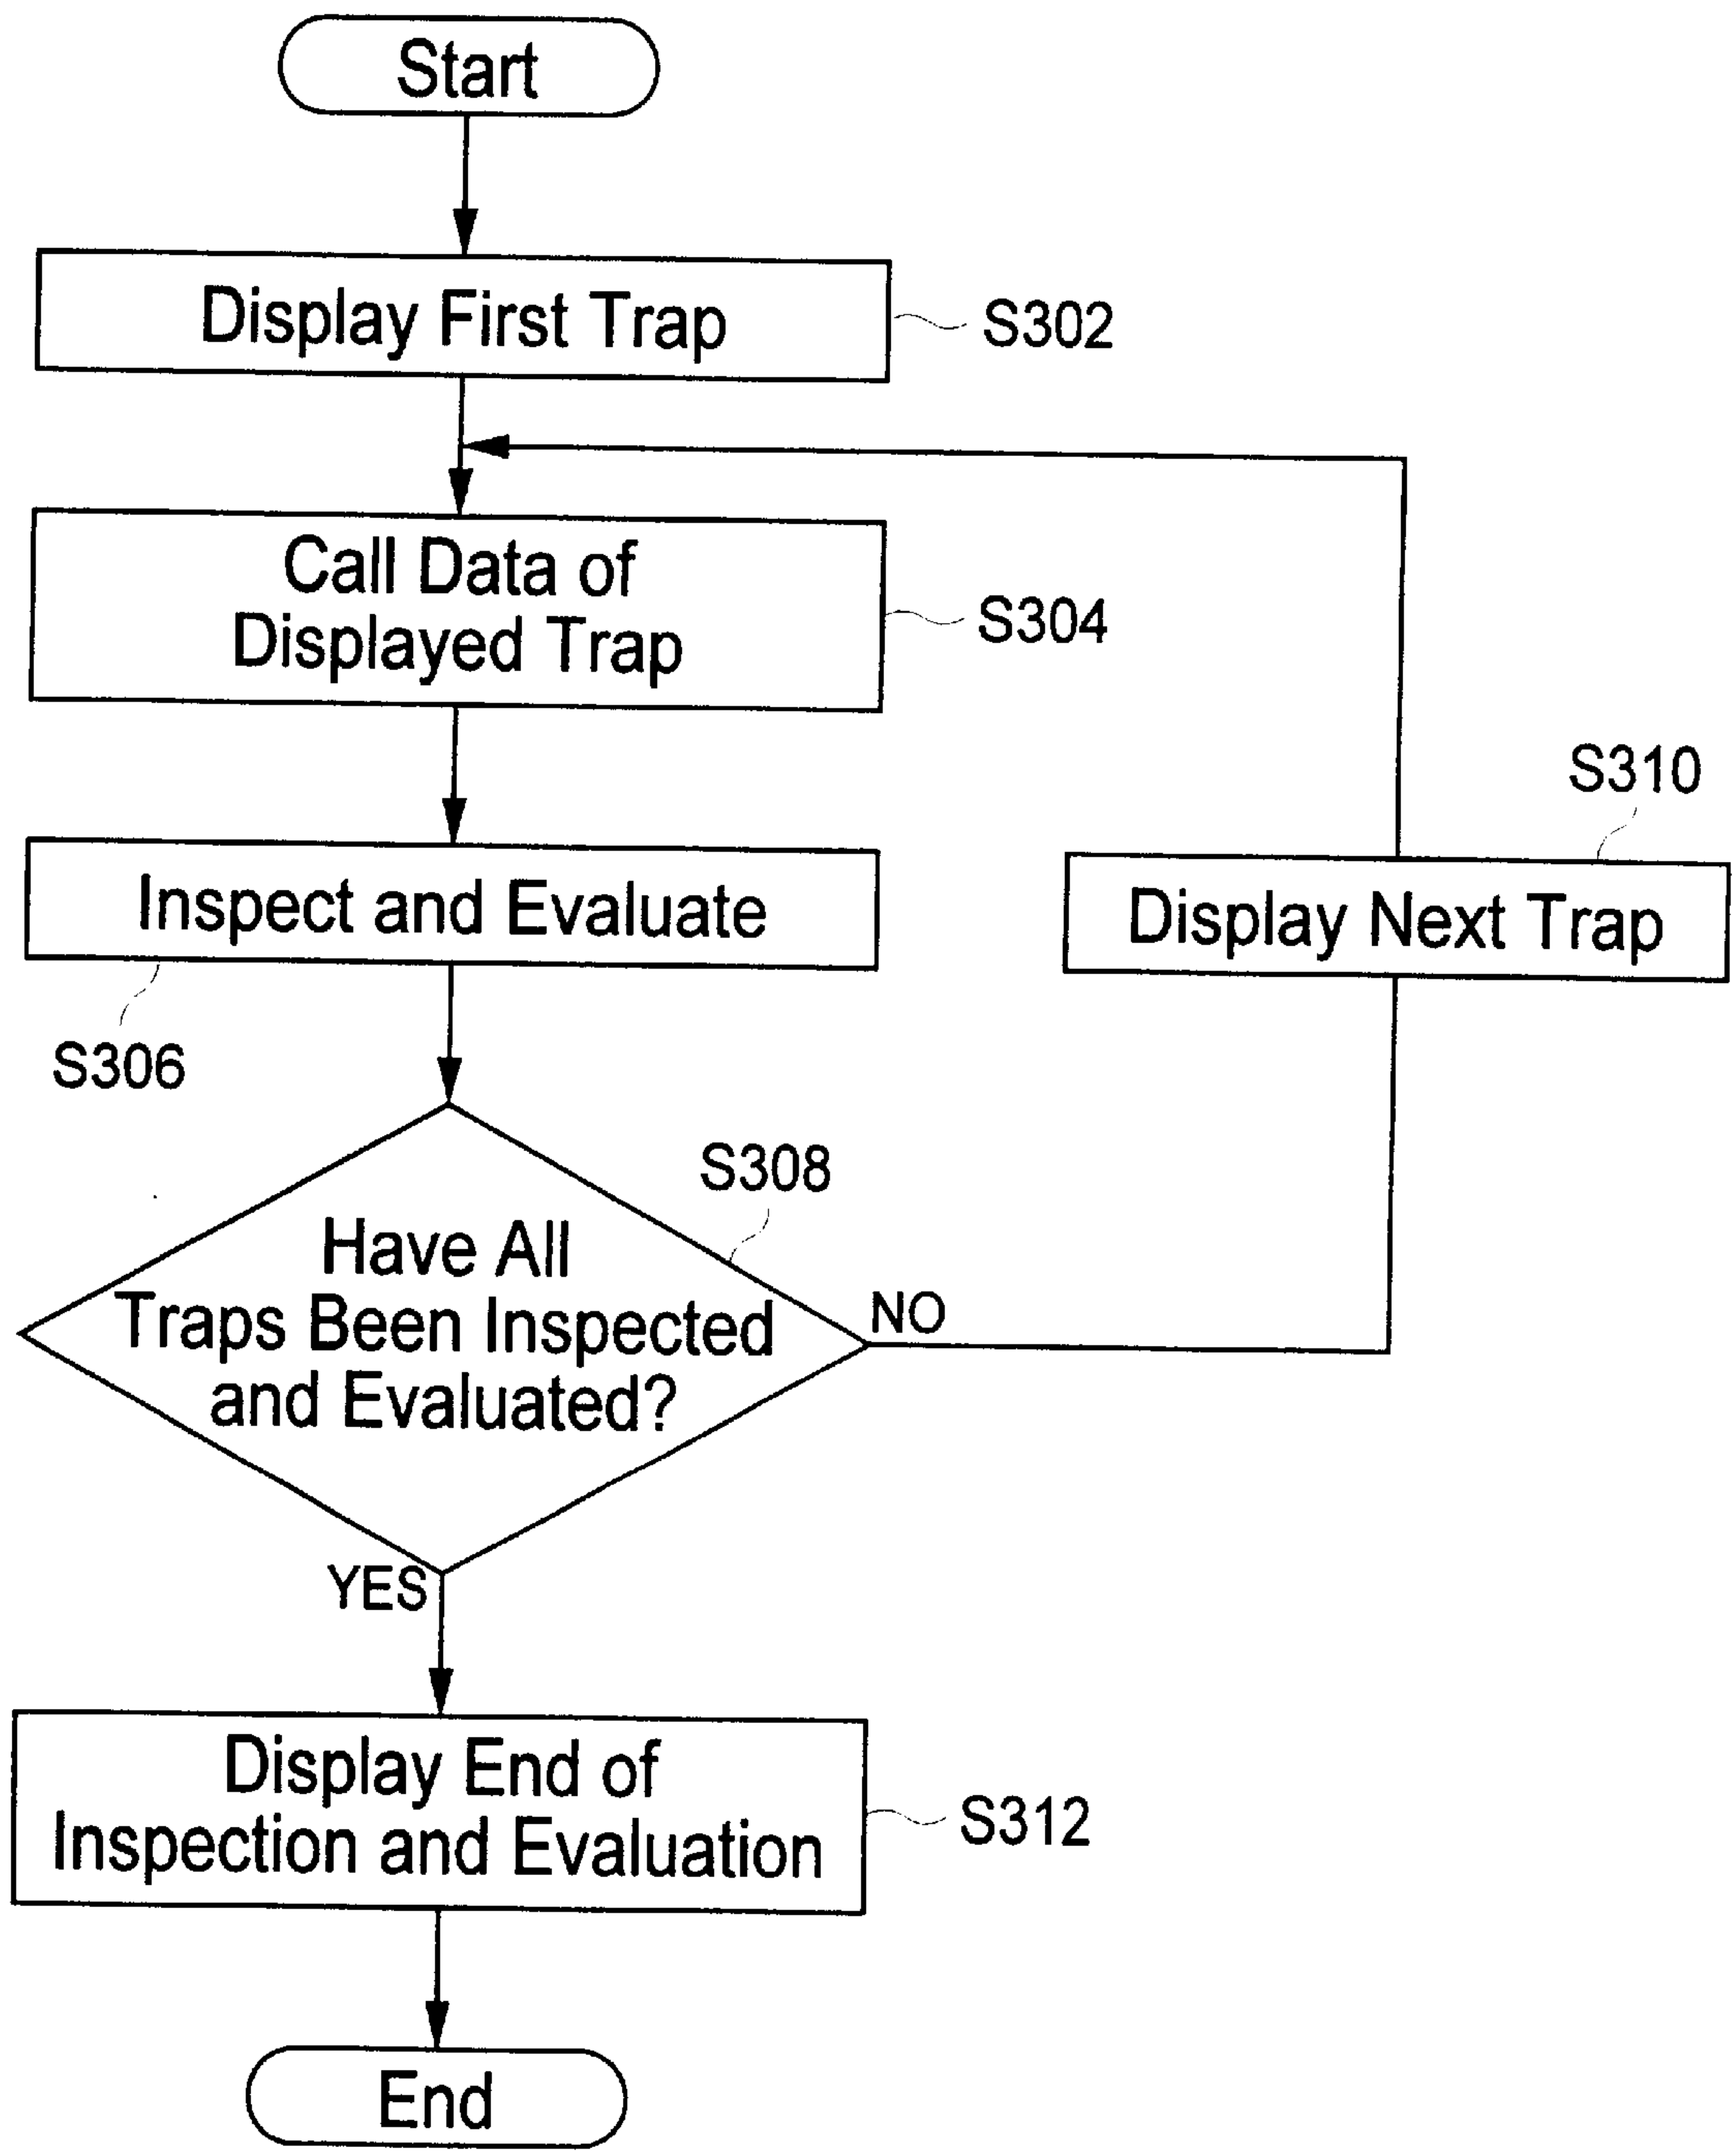 Start
Display First Trap
S302
Call Data of
Displayed Trap
S304
S310
Inspect and Evaluate
Display Next Trap
S306
S308
Have All
Traps Been Inspected
and Evaluated?
NO
YES
Display End of
Inspection and Evaluation
S312
End